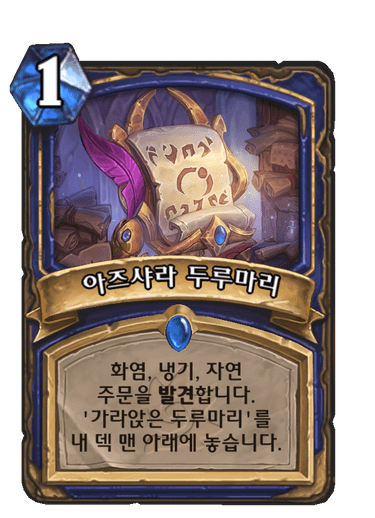 1
아즈샤라 두루마리
화염, 냉기, 자연
주문을 발견합니다.
'가라앉은 두루마리'를
내 덱 맨 아래에 놓습니다.